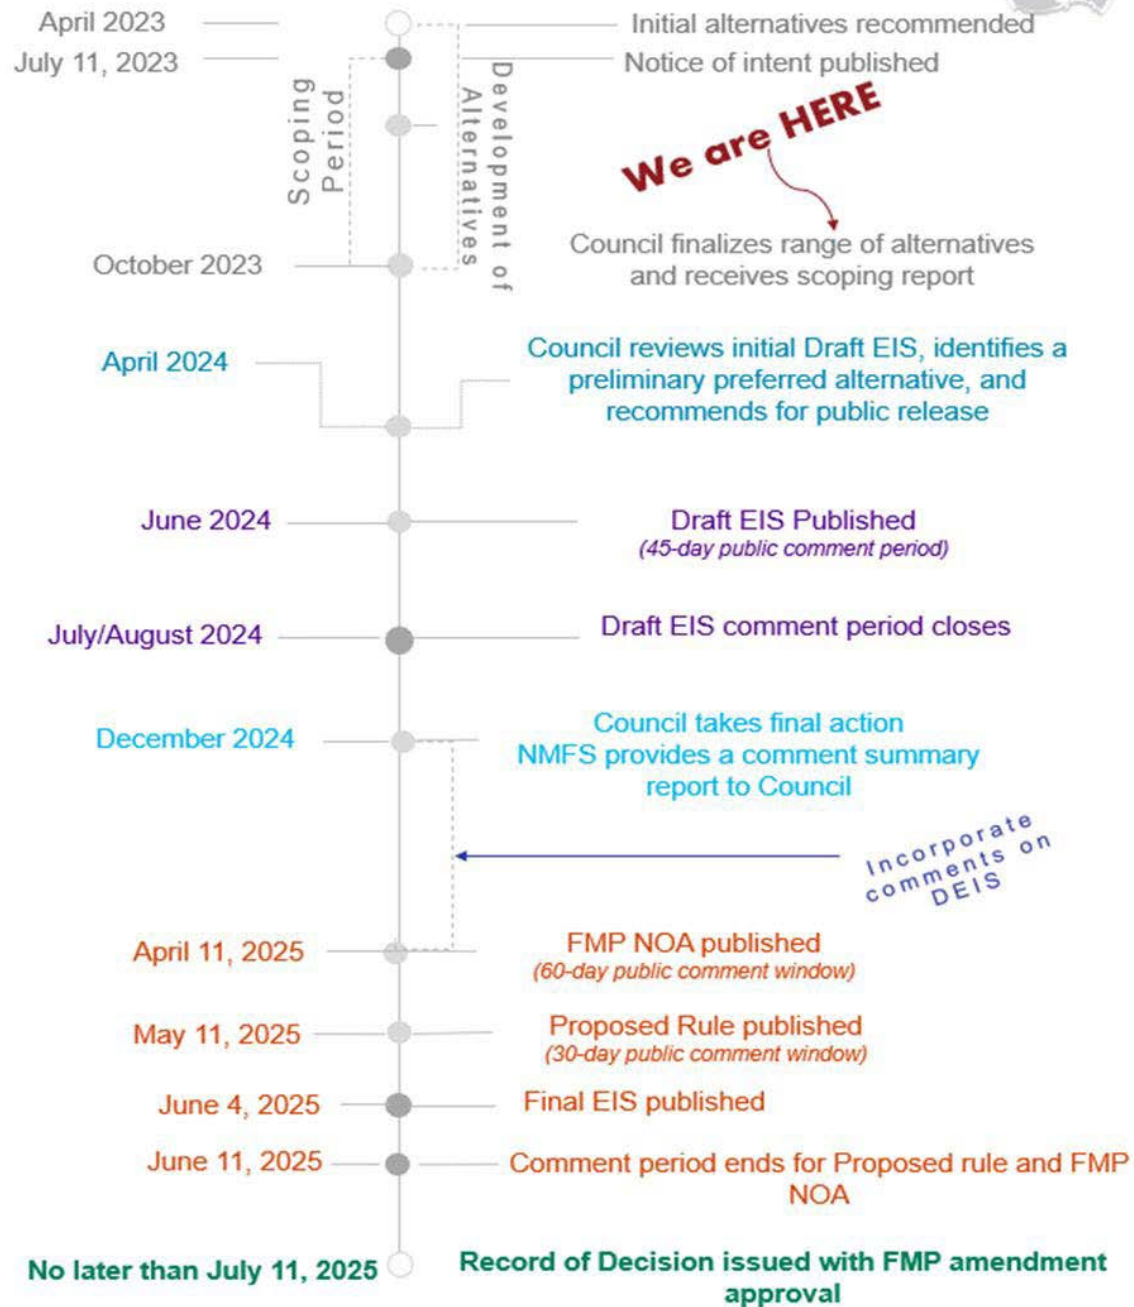 April 2023
Initial alternatives recommended
July 11, 2023
Notice of intent published
Scoping
Period
Development of
Alternatives
We are HERE
October 2023
Council finalizes range of alternatives
and receives scoping report
April 2024
Council reviews initial Draft EIS, identifies a
preliminary preferred alternative, and
recommends for public release
June 2024
Draft EIS Published
(45-day public comment period)
July/August 2024
Draft EIS comment period closes
December 2024
Council takes final action
NMFS provides a comment summary
report to Council
Incorporate
comments on
DEIS
April 11, 2025
FMP NOA published
(60-day public comment window)
May 11, 2025
Proposed Rule published
(30-day public comment window)
June 4, 2025
Final EIS published
June 11, 2025
Comment period ends for Proposed rule and FMP
NOA
No later than July 11, 2025
Record of Decision issued with FMP amendment
approval